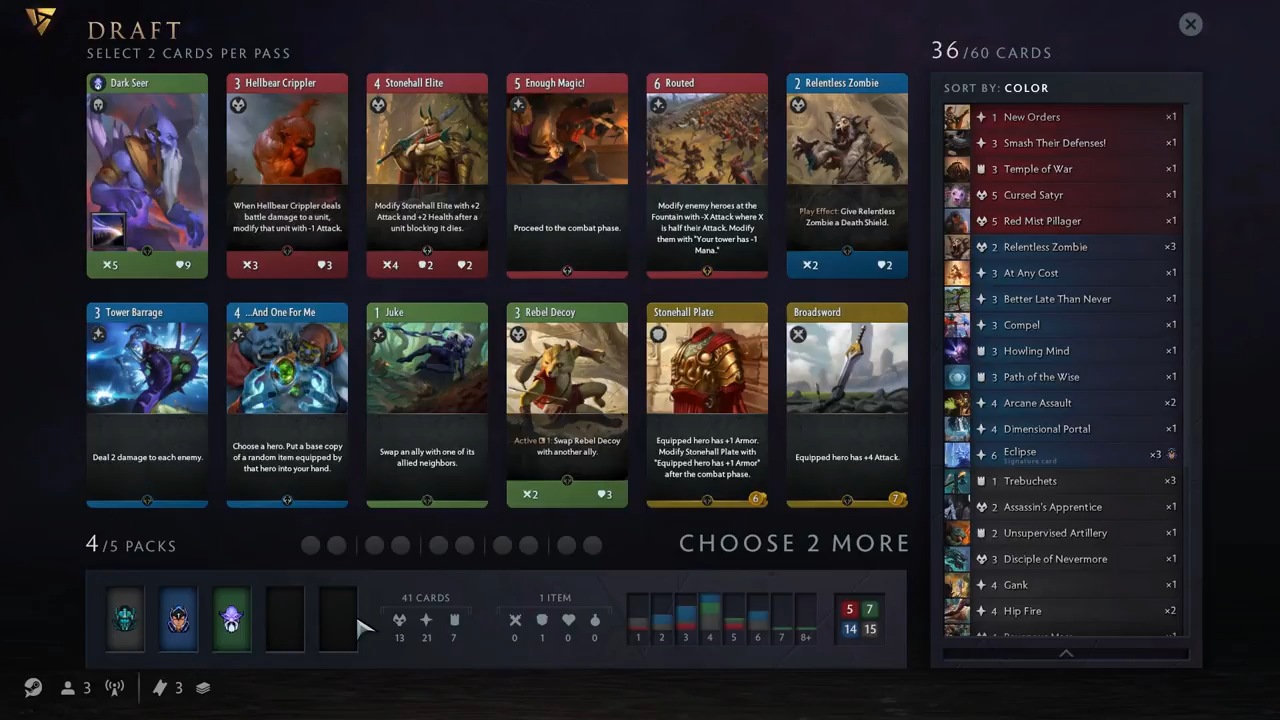 DRAFT
SELECT 2 CARDS PER PASS
36/60 CARDS
SORT BY: COLOR
Dark Seer
5
9
3 Hellbear Crippler
When Hellbear Crippler deals
battle damage to a unit,
modify that unit with -1 Attack.
3
3
4 Stonehall Elite
Modify Stonehall Elite with +2
Attack and +2 Health after a
unit blocking it dies.
4
2
2
5 Enough Magic!
Proceed to the combat phase.
6 Routed
Modify enemy heroes at the
Fountain with -X Attack where X
is half their Attack. Modify
them with "Your tower has -1
Mana."
2 Relentless Zombie
Play Effect: Give Relentless
Zombie a Death Shield.
2
2
3 Tower Barrage
Deal 2 damage to each enemy.
4 ...And One For Me
Choose a hero. Put a base copy
of a random item equipped by
that hero into your hand.
1 Juke
Swap an ally with one of its
allied neighbors.
3 Rebel Decoy
Active 1: Swap Rebel Decoy
with another ally.
2
3
Stonehall Plate
Equipped hero has +1 Armor.
Modify Stonehall Plate with
"Equipped hero has +1 Armor"
after the combat phase.
6
Broadsword
Equipped hero has +4 Attack.
7
4/5 PACKS
CHOOSE 2 MORE
41 CARDS
13 21 7
1 ITEM
0 1 0 0
1 2 3 4 5 6 7 8+
5 7
14 15
1 New Orders ×1
3 Smash Their Defenses! ×1
3 Temple of War ×1
5 Cursed Satyr ×1
5 Red Mist Pillager ×1
2 Relentless Zombie ×3
3 At Any Cost ×1
3 Better Late Than Never ×1
3 Compel ×1
3 Howling Mind ×1
3 Path of the Wise ×1
4 Arcane Assault ×2
4 Dimensional Portal ×1
6 Eclipse ×3
Signature card
1 Trebuchets ×3
2 Assassin's Apprentice ×1
2 Unsupervised Artillery ×1
3 Disciple of Nevermore ×1
4 Gank ×1
4 Hip Fire ×2
3
3